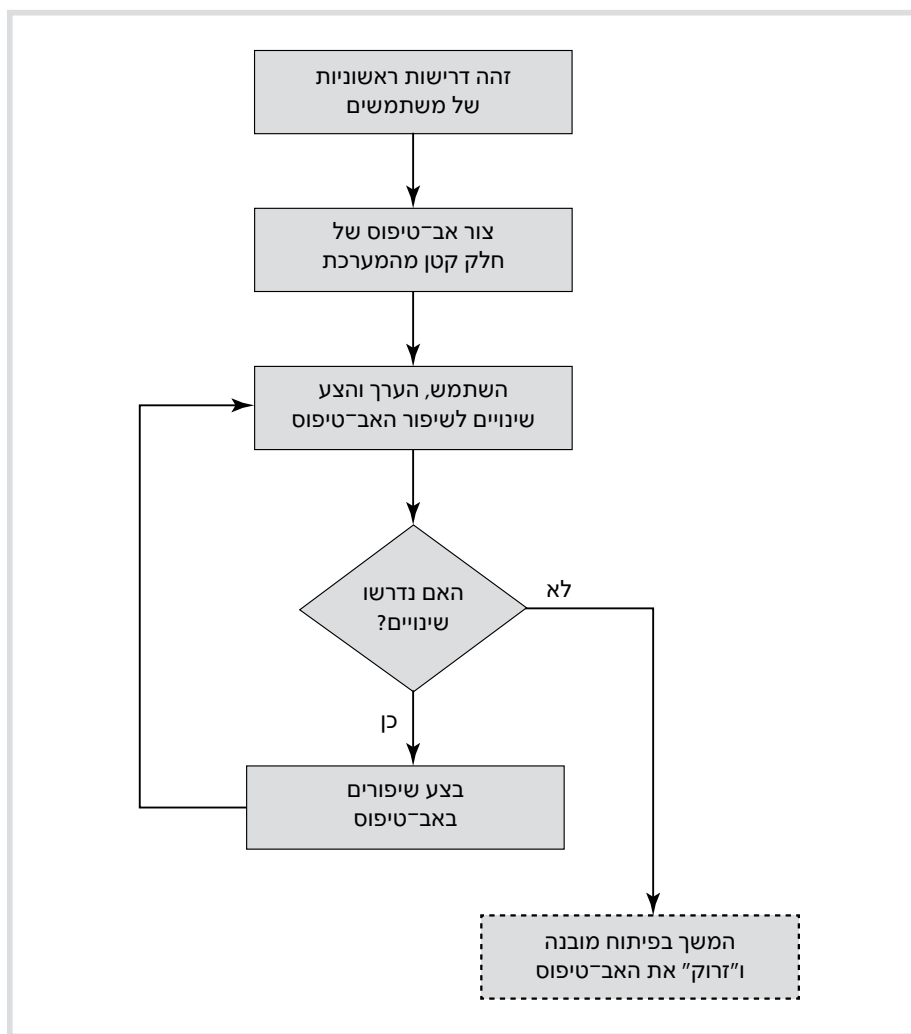 זהה דרישות ראשוניות
של משתמשים
צור אב־טיפוס של
חלק קטן מהמערכת
השתמש, הערך והצע
שינויים לשיפור האב־טיפוס
האם נדרשו
שינויים?
לא
כן
בצע שיפורים
באב־טיפוס
המשך בפיתוח מובנה
ו"זרוק" את האב־טיפוס